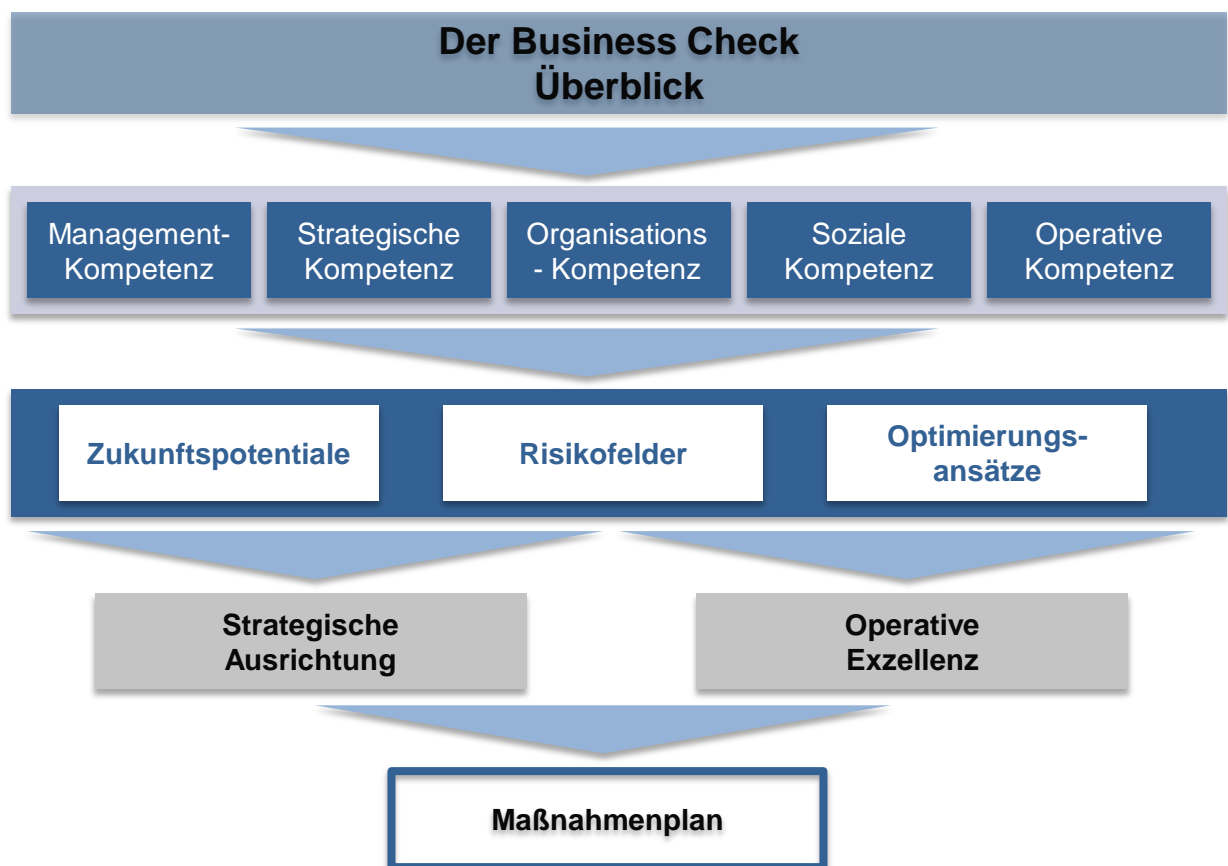 Der Business Check
Überblick
Management-
Kompetenz
Strategische
Kompetenz
Organisations
- Kompetenz
Soziale
Kompetenz
Operative
Kompetenz
Zukunftspotentiale
Risikofelder
Optimierungs-
ansätze
Strategische
Ausrichtung
Operative
Exzellenz
Maßnahmenplan